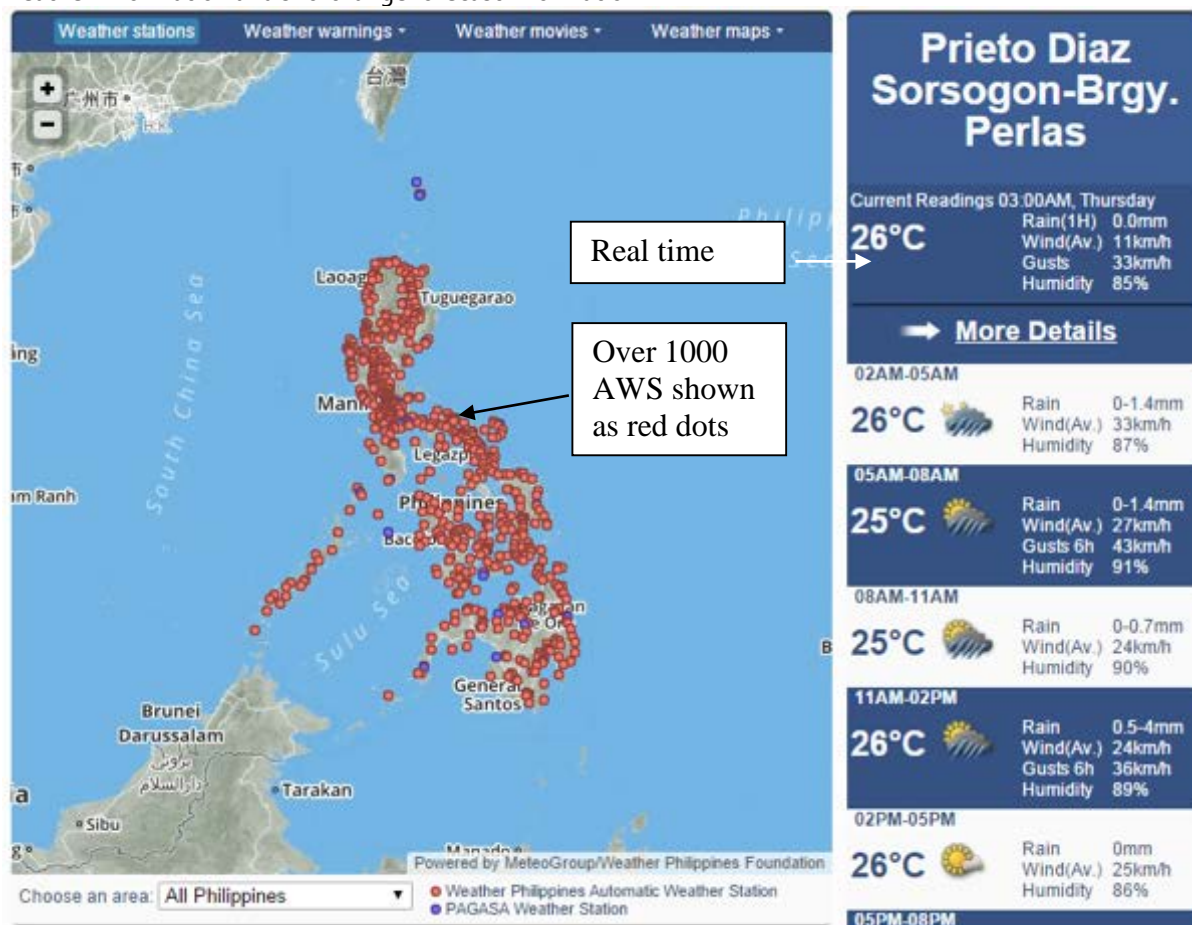 Weather stations
Weather warnings
Weather movies
Weather maps
+
−
台灣
广州市
Laoag
Tuguegarao
South China Sea
Legazp
Philippines
am Ranh
Sulu Sea
General
Santos
Brunei
Darussalam
بروني
دارالسلام
Tarakan
Sibu
Powered by MeteoGroup/Weather Philippines Foundation
Choose an area: All Philippines
Weather Philippines Automatic Weather Station
PAGASA Weather Station
Real time
Over 1000
AWS shown
as red dots
Prieto Diaz
Sorsogon-Brgy.
Perlas
Current Readings 03:00AM, Thursday
26°C
Rain(1H) 0.0mm
Wind(Av.) 11km/h
Gusts 33km/h
Humidity 85%
More Details
02AM-05AM
26°C
Rain 0-1.4mm
Wind(Av.) 33km/h
Humidity 87%
05AM-08AM
25°C
Rain 0-1.4mm
Wind(Av.) 27km/h
Gusts 6h 43km/h
Humidity 91%
08AM-11AM
25°C
Rain 0-0.7mm
Wind(Av.) 24km/h
Humidity 90%
11AM-02PM
26°C
Rain 0.5-4mm
Wind(Av.) 24km/h
Gusts 6h 36km/h
Humidity 89%
02PM-05PM
26°C
Rain 0mm
Wind(Av.) 25km/h
Humidity 86%
05PM-08PM